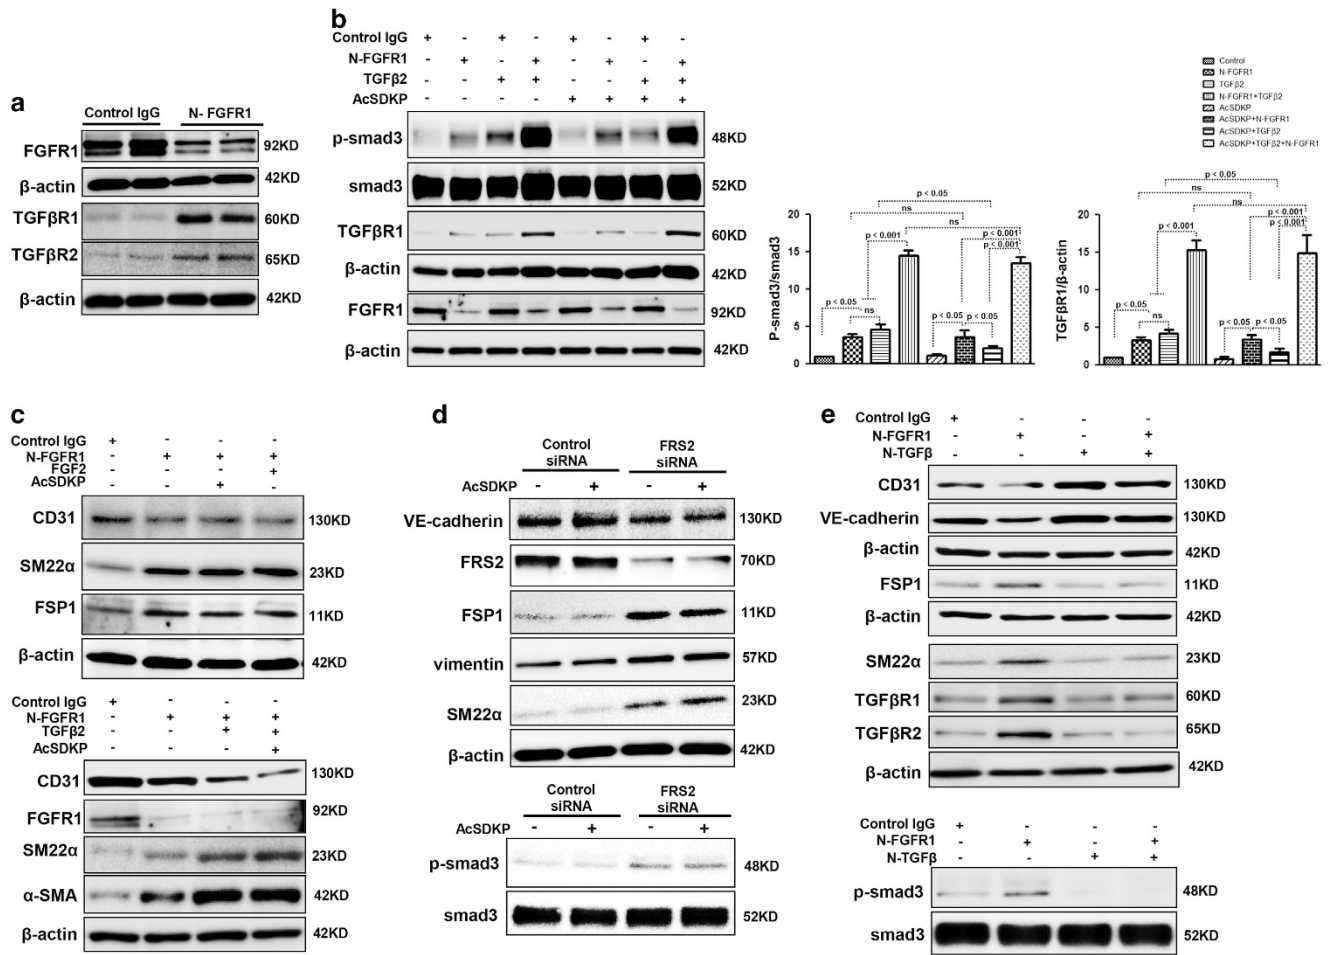 a
Control IgG N- FGFR1
FGFR1 92KD
β-actin 42KD
TGFβR1 60KD
TGFβR2 65KD
β-actin 42KD
b
Control IgG + - + - + - + -
N-FGFR1 - + - + - + - +
TGFβ2 - - + + - - + +
AcSDKP - - - - + + + +
p-smad3 48KD
smad3 52KD
TGFβR1 60KD
β-actin 42KD
FGFR1 92KD
β-actin 42KD
Control
N-FGFR1
TGFβ2
N-FGFR1+TGFβ2
AcSDKP
AcSDKP+N-FGFR1
AcSDKP+TGFβ2
AcSDKP+TGFβ2+N-FGFR1
P-smad3/smad3
20
15
10
5
0
p < 0.05
ns
ns
p < 0.001
p < 0.001
p < 0.001
p < 0.05
ns
p < 0.05
p < 0.05
TGFβR1/β-actin
20
15
10
5
0
p < 0.05
ns
ns
p < 0.001
p < 0.001
p < 0.001
p < 0.05
ns
p < 0.05
p < 0.05
c
Control IgG + - - -
N-FGFR1 - + + +
FGF2 - - - +
AcSDKP - - + -
CD31 130KD
SM22α 23KD
FSP1 11KD
β-actin 42KD
Control IgG + - - -
N-FGFR1 - + + +
TGFβ2 - - + +
AcSDKP - - - +
CD31 130KD
FGFR1 92KD
SM22α 23KD
α-SMA 42KD
β-actin 42KD
d
Control siRNA FRS2 siRNA
AcSDKP - + - +
VE-cadherin 130KD
FRS2 70KD
FSP1 11KD
vimentin 57KD
SM22α 23KD
β-actin 42KD
Control siRNA FRS2 siRNA
AcSDKP - + - +
p-smad3 48KD
smad3 52KD
e
Control IgG + - - -
N-FGFR1 - + - +
N-TGFβ - - + +
CD31 130KD
VE-cadherin 130KD
β-actin 42KD
FSP1 11KD
β-actin 42KD
SM22α 23KD
TGFβR1 60KD
TGFβR2 65KD
β-actin 42KD
Control IgG + - - -
N-FGFR1 - + - +
N-TGFβ - - + +
p-smad3 48KD
smad3 52KD